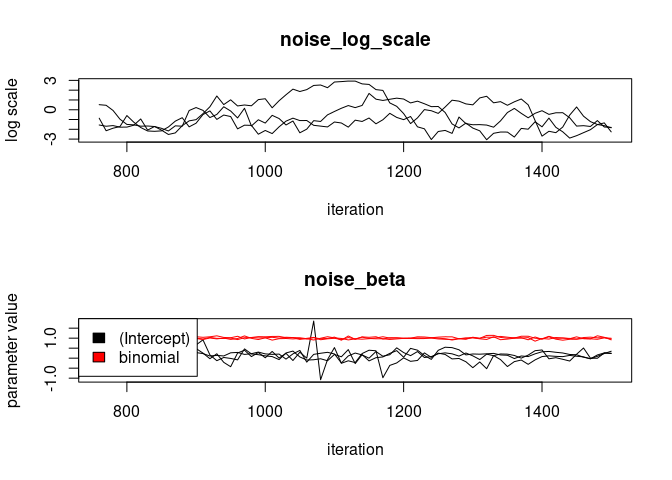 noise_log_scale
log scale
3
0
-3
800
1000
1200
1400
iteration
noise_beta
parameter value
1.0
-1.0
(Intercept)
binomial
800
1000
1200
1400
iteration